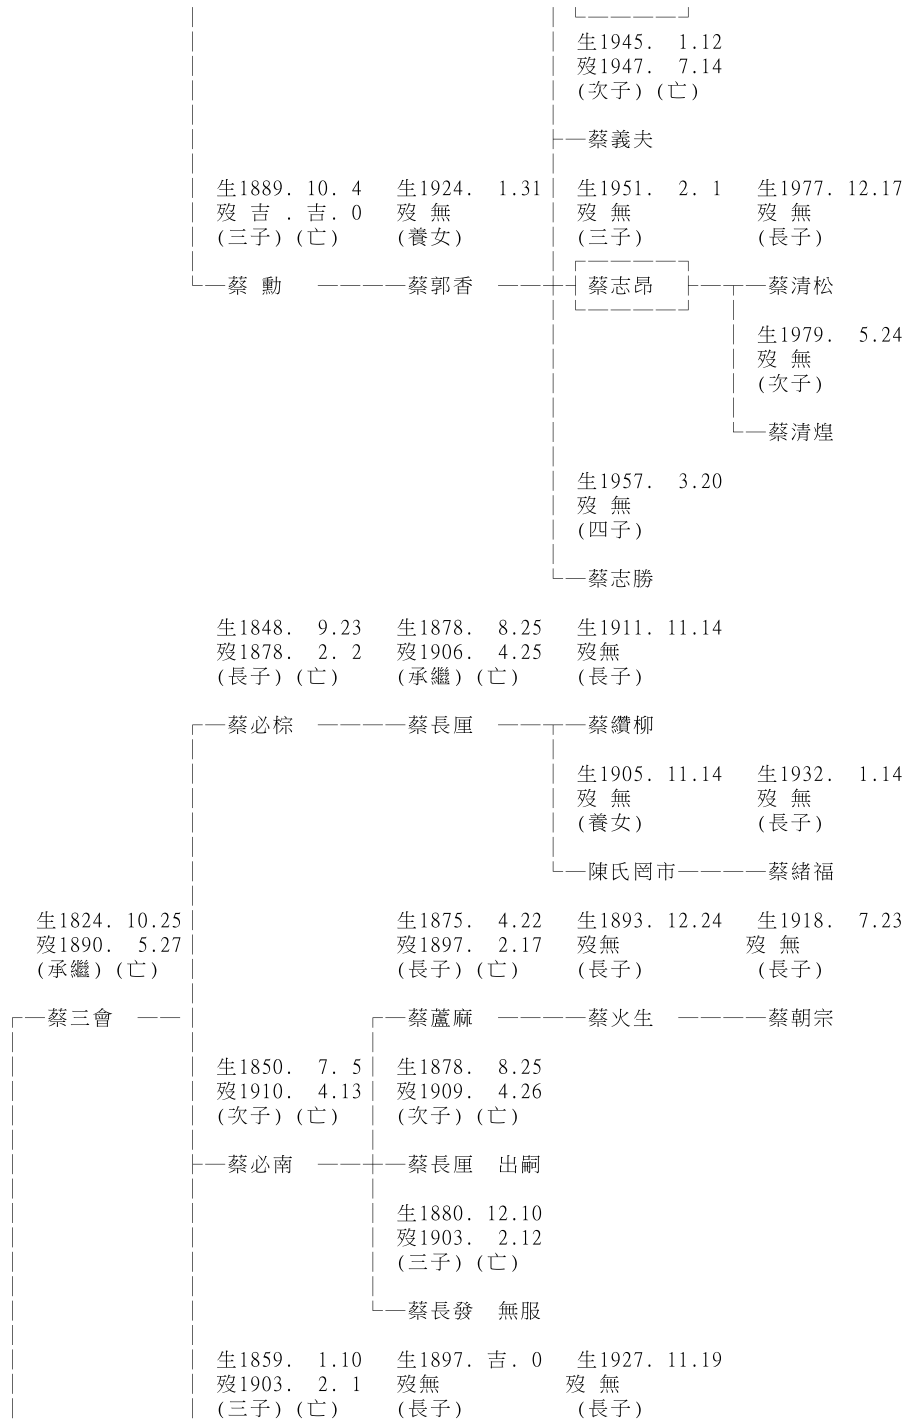 生1945. 1.12
歿1947. 7.14
(次子)(亡)
蔡義夫
生1889. 10. 4 生1924. 1.31 生1951. 2. 1 生1977. 12.17
歿 吉 . 吉. 0 歿 無 歿 無 歿 無
(三子)(亡) (養女) (三子) (長子)
蔡 勳 蔡郭香 蔡志昂 蔡清松
生1979. 5.24
歿 無
(次子)
蔡清煌
生1957. 3.20
歿 無
(四子)
蔡志勝
生1848. 9.23 生1878. 8.25 生1911. 11.14
歿1878. 2. 2 歿1906. 4.25 歿無
(長子)(亡) (承繼)(亡) (長子)
蔡必棕 蔡長厘 蔡纘柳
生1905. 11.14 生1932. 1.14
歿 無 歿 無
(養女) (長子)
陳氏罔市 蔡緒福
生1824. 10.25 生1875. 4.22 生1893. 12.24 生1918. 7.23
歿1890. 5.27 歿1897. 2.17 歿無 歿 無
(承繼)(亡) (長子)(亡) (長子) (長子)
蔡三會 蔡蘆麻 蔡火生 蔡朝宗
生1850. 7. 5 生1878. 8.25
歿1910. 4.13 歿1909. 4.26
(次子)(亡) (次子)(亡)
蔡必南 蔡長厘 出嗣
生1880. 12.10
歿1903. 2.12
(三子)(亡)
蔡長發 無服
生1859. 1.10 生1897. 吉. 0 生1927. 11.19
歿1903. 2. 1 歿無 歿 無
(三子)(亡) (長子) (長子)